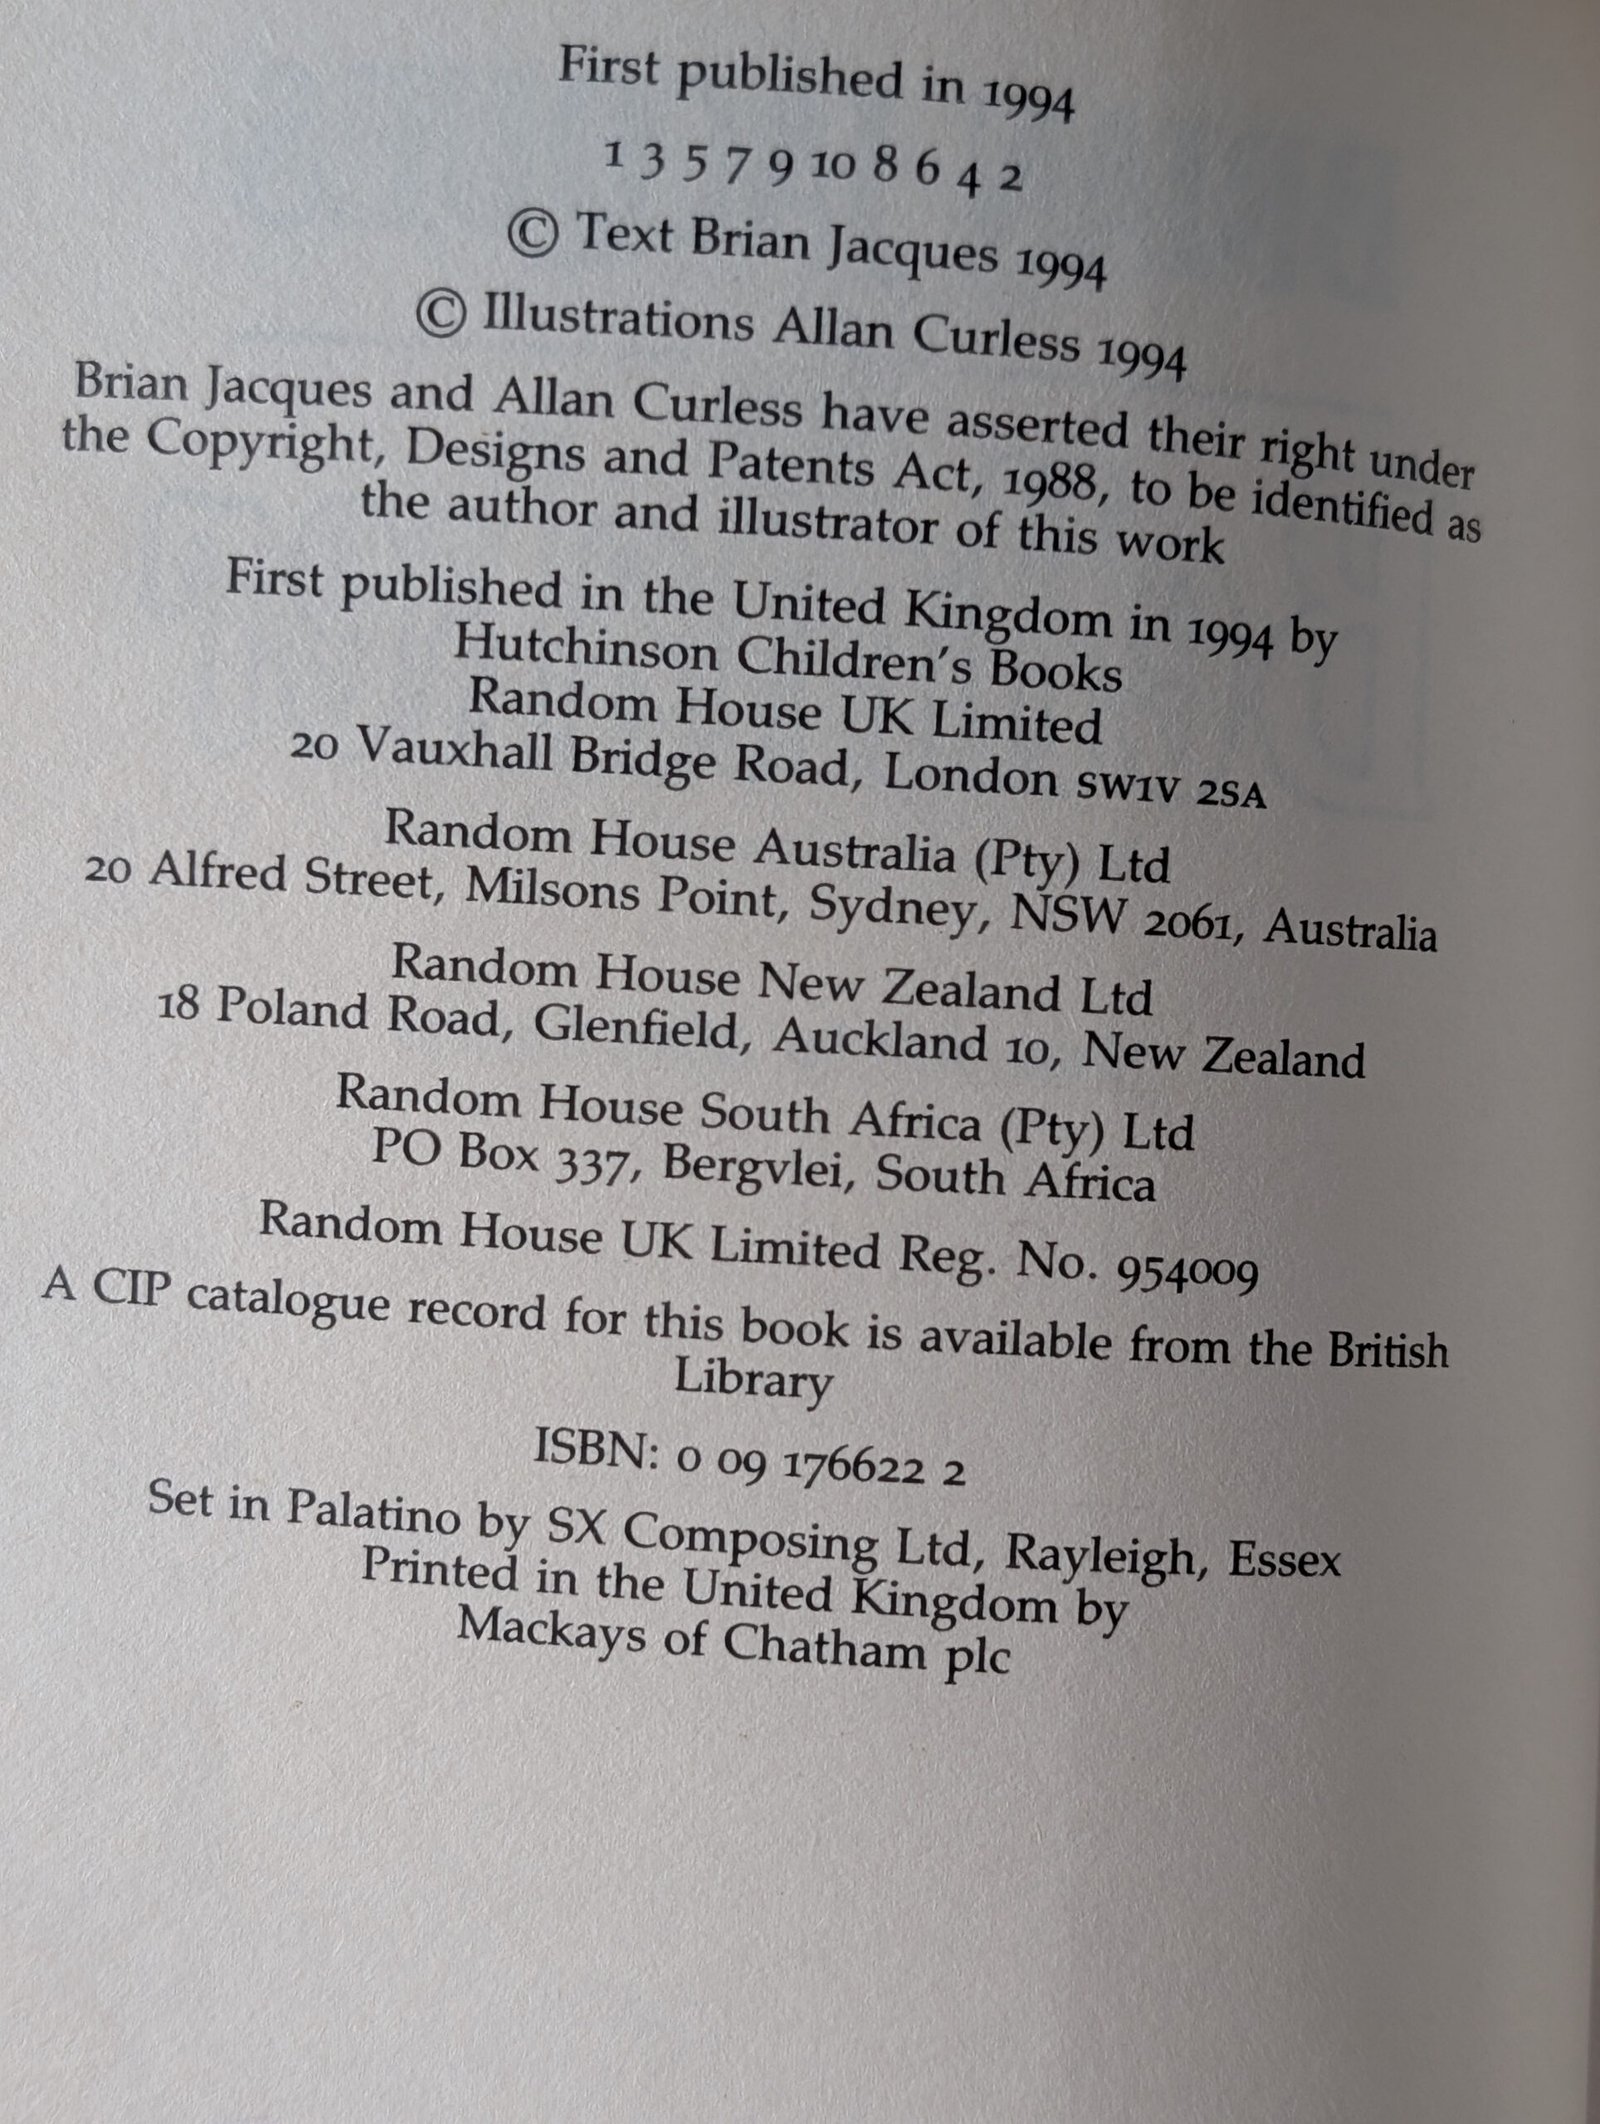 First published in 1994
1 3 5 7 9 10 8 6 4 2
© Text Brian Jacques 1994
© Illustrations Allan Curless 1994
Brian Jacques and Allan Curless have asserted their right under
the Copyright, Designs and Patents Act, 1988, to be identified as
the author and illustrator of this work
First published in the United Kingdom in 1994 by
Hutchinson Children's Books
Random House UK Limited
20 Vauxhall Bridge Road, London SW1V 2SA
Random House Australia (Pty) Ltd
20 Alfred Street, Milsons Point, Sydney, NSW 2061, Australia
Random House New Zealand Ltd
18 Poland Road, Glenfield, Auckland 10, New Zealand
Random House South Africa (Pty) Ltd
PO Box 337, Bergvlei, South Africa
Random House UK Limited Reg. No. 954009
A CIP catalogue record for this book is available from the British
Library
ISBN: 0 09 176622 2
Set in Palatino by SX Composing Ltd, Rayleigh, Essex
Printed in the United Kingdom by
Mackays of Chatham plc